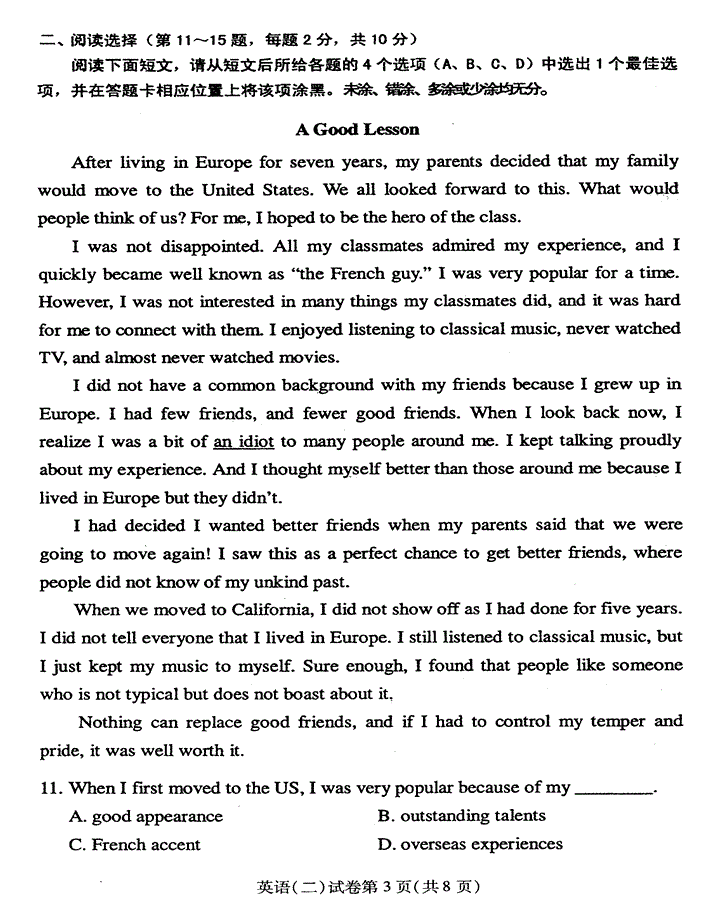 二、阅读选择（第 11～15 题，每题 2 分，共 10 分）
阅读下面短文，请从短文后所给各题的 4 个选项（A、B、C、D）中选出 1 个最佳选
项，并在答题卡相应位置上将该项涂黑。未涂、错涂、多涂或少涂均无分。
A Good Lesson
After living in Europe for seven years, my parents decided that my family
would move to the United States. We all looked forward to this. What would
people think of us? For me, I hoped to be the hero of the class.
I was not disappointed. All my classmates admired my experience, and I
quickly became well known as “the French guy.” I was very popular for a time.
However, I was not interested in many things my classmates did, and it was hard
for me to connect with them. I enjoyed listening to classical music, never watched
TV, and almost never watched movies.
I did not have a common background with my friends because I grew up in
Europe. I had few friends, and fewer good friends. When I look back now, I
realize I was a bit of an idiot to many people around me. I kept talking proudly
about my experience. And I thought myself better than those around me because I
lived in Europe but they didn’t.
I had decided I wanted better friends when my parents said that we were
going to move again! I saw this as a perfect chance to get better friends, where
people did not know of my unkind past.
When we moved to California, I did not show off as I had done for five years.
I did not tell everyone that I lived in Europe. I still listened to classical music, but
I just kept my music to myself. Sure enough, I found that people like someone
who is not typical but does not boast about it.
Nothing can replace good friends, and if I had to control my temper and
pride, it was well worth it.
11. When I first moved to the US, I was very popular because of my ________.
A. good appearance B. outstanding talents
C. French accent D. overseas experiences
英语（二）试卷第 3 页（共 8 页）